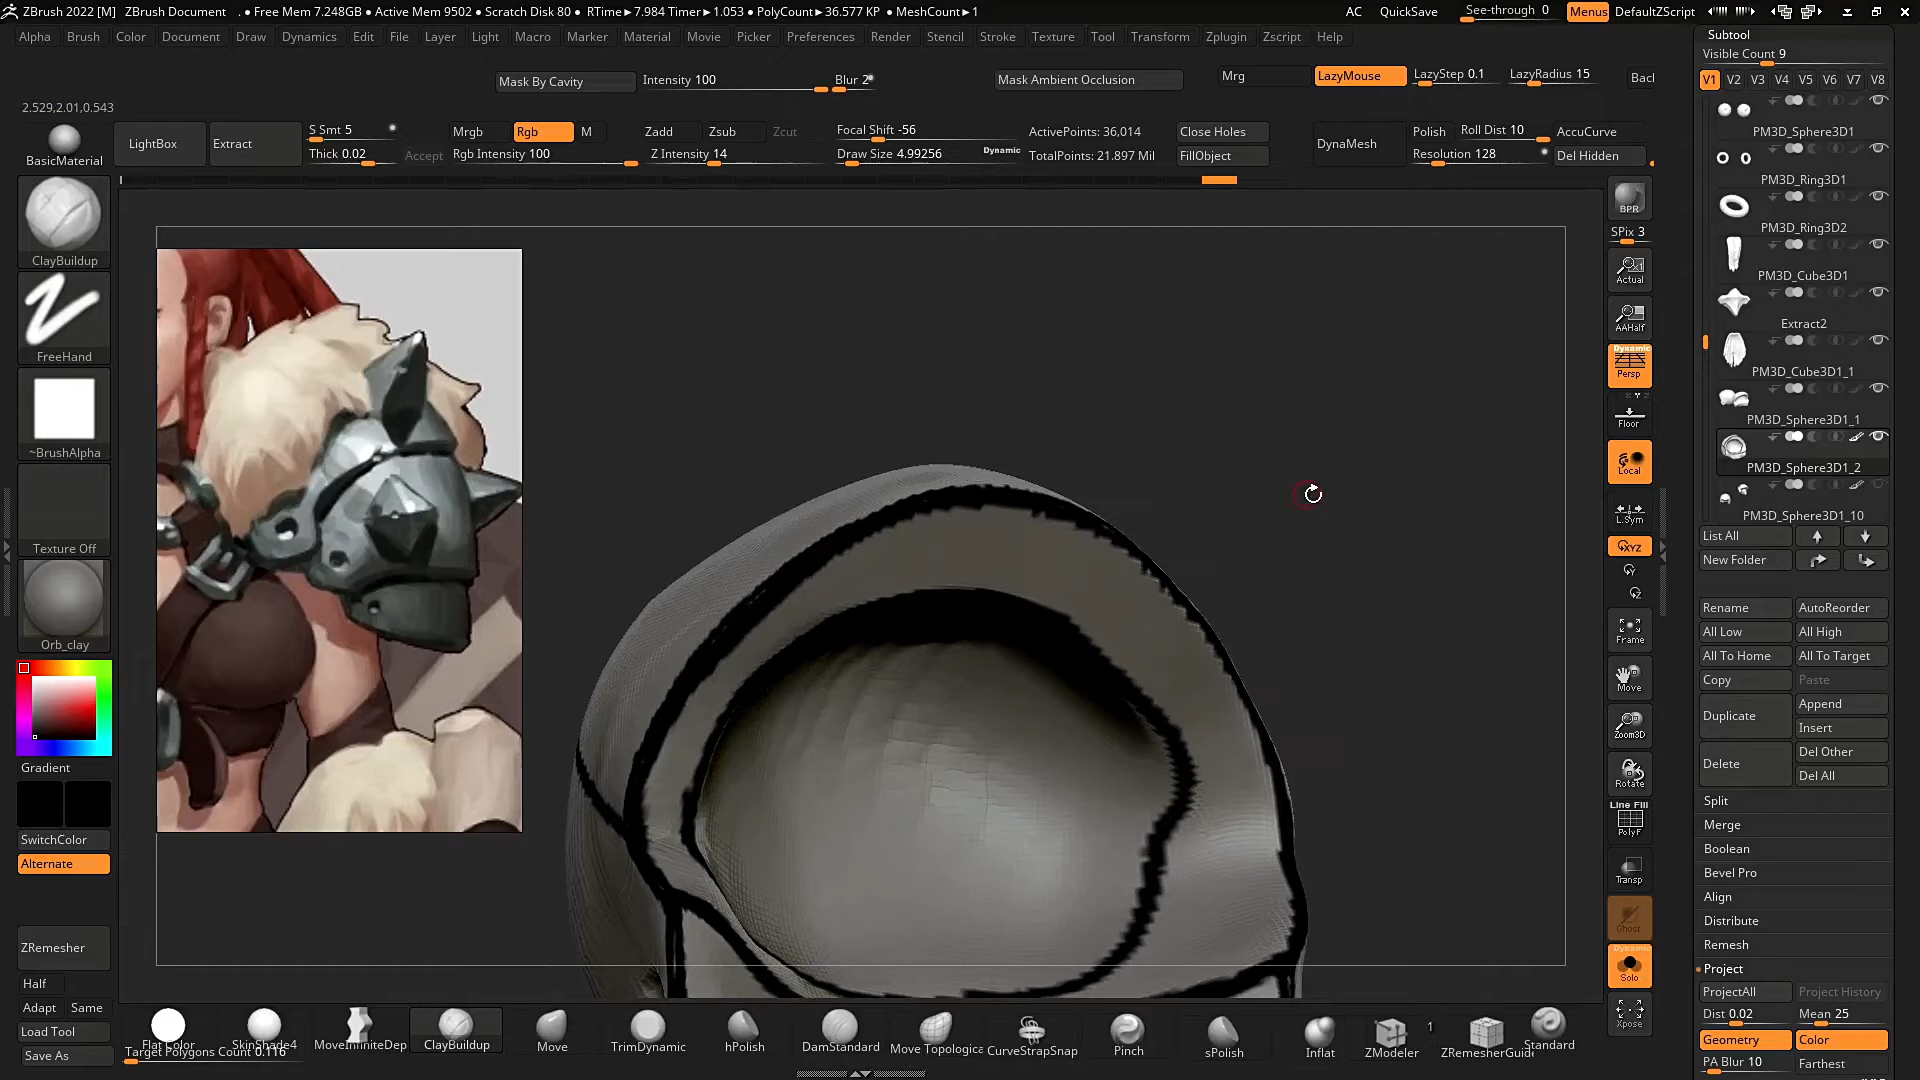 ZBrush 2022 [M] ZBrush Document . ● Free Mem 7.248GB ● Active Mem 9502 ● Scratch Disk 80 ● RTime►7.984 Timer►1.053 ● PolyCount►36.577 KP ● MeshCount►1 AC QuickSave See-through 0 Menus DefaultZScript
Alpha Brush Color Document Draw Dynamics Edit File Layer Light Macro Marker Material Movie Picker Preferences Render Stencil Stroke Texture Tool Transform Zplugin Zscript Help
Mask By Cavity Intensity 100 Blur 2 Mask Ambient Occlusion Mrg LazyMouse LazyStep 0.1 LazyRadius 15 Bacl
2.529,2.01,0.543
BasicMaterial LightBox Extract S Smt 5 Thick 0.02 Accept
Mrgb Rgb M Zadd Zsub Zcut Focal Shift -56 ActivePoints: 36,014 Close Holes DynaMesh Polish Roll Dist 10 AccuCurve
Rgb Intensity 100 Z Intensity 14 Draw Size 4.99256 Dynamic TotalPoints: 21.897 Mil FillObject Resolution 128 Del Hidden
ClayBuildup
FreeHand
~BrushAlpha
Texture Off
Orb_clay
Gradient
SwitchColor
Alternate
ZRemesher
Half
Adapt Same
Load Tool
Save As
BPR
SPix 3
Actual
AAHalf
Dynamic
Persp
Floor
Local
L.Sym
XYZ
Frame
Move
Zoom3D
Rotate
Line Fill
PolyF
Transp
Ghost
Dynamic
Solo
Xpose
Subtool
Visible Count 9
V1 V2 V3 V4 V5 V6 V7 V8
PM3D_Sphere3D1
PM3D_Ring3D1
PM3D_Ring3D2
PM3D_Cube3D1
Extract2
PM3D_Cube3D1_1
PM3D_Sphere3D1_1
PM3D_Sphere3D1_2
PM3D_Sphere3D1_10
List All
New Folder
Rename AutoReorder
All Low All High
All To Home All To Target
Copy Paste
Duplicate Append
Insert
Delete Del Other
Del All
Split
Merge
Boolean
Bevel Pro
Align
Distribute
Remesh
Project
ProjectAll Project History
Dist 0.02 Mean 25
Geometry Color
PA Blur 10 Farthest
Flat Color SkinShade4 MoveInfiniteDep ClayBuildup Move TrimDynamic hPolish DamStandard Move Topologica CurveStrapSnap Pinch sPolish Inflat ZModeler 1 ZRemesherGuid Standard
Target Polygons Count 0.116